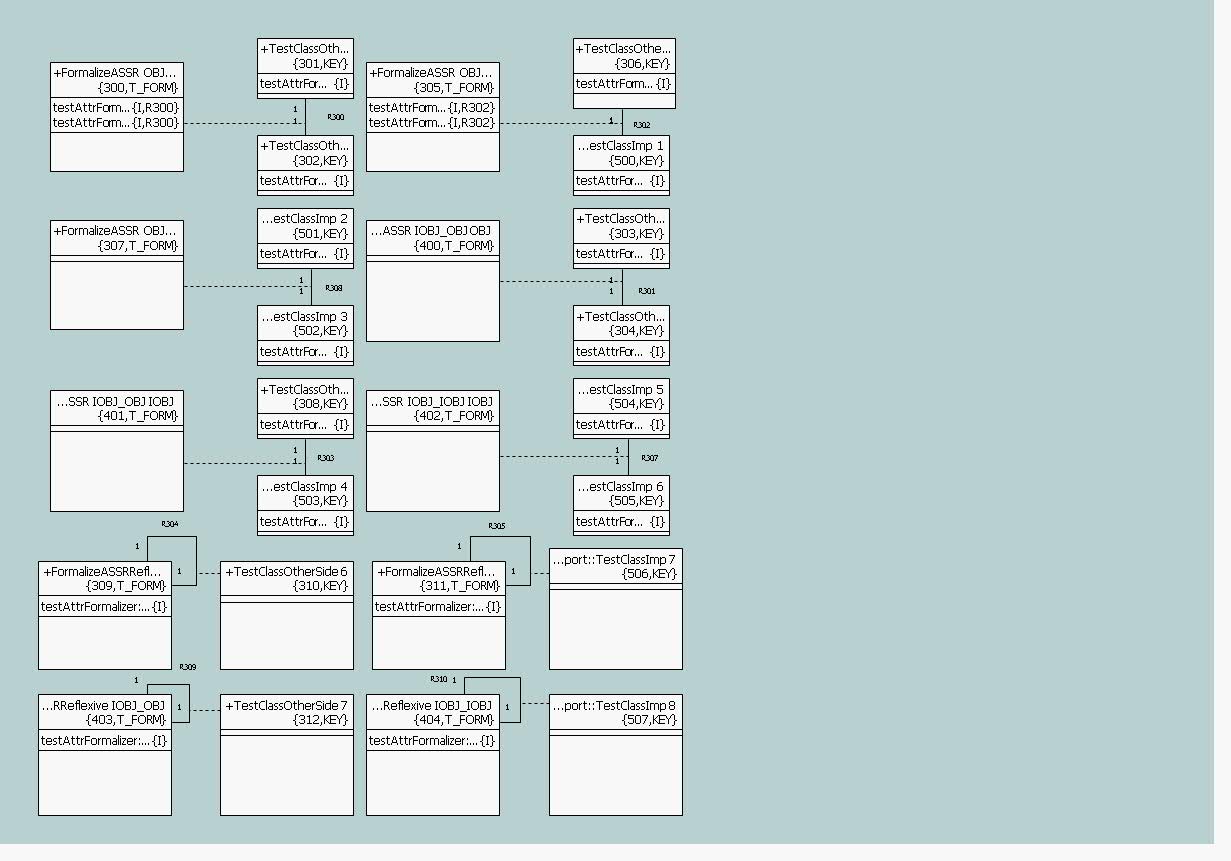 +TestClassOth...
{301,KEY}
testAttrFor... {I}
+TestClassOthe...
{306,KEY}
testAttrForm... {I}
+FormalizeASSR OBJ...
{300,T_FORM}
testAttrForm... {I,R300}
testAttrForm... {I,R300}
+FormalizeASSR OBJ...
{305,T_FORM}
testAttrForm... {I,R302}
testAttrForm... {I,R302}
1
1
R300
1
R302
+TestClassOth...
{302,KEY}
testAttrFor... {I}
...estClassImp 1
{500,KEY}
testAttrFor... {I}
+FormalizeASSR OBJ...
{307,T_FORM}
...estClassImp 2
{501,KEY}
testAttrFor... {I}
...ASSR IOBJ_OBJ OBJ
{400,T_FORM}
+TestClassOth...
{303,KEY}
testAttrFor... {I}
1
1
R308
1
1
R301
...estClassImp 3
{502,KEY}
testAttrFor... {I}
+TestClassOth...
{304,KEY}
testAttrFor... {I}
...SSR IOBJ_OBJ IOBJ
{401,T_FORM}
+TestClassOth...
{308,KEY}
testAttrFor... {I}
...SSR IOBJ_IOBJ IOBJ
{402,T_FORM}
...estClassImp 5
{504,KEY}
testAttrFor... {I}
1
1
R303
1
1
R307
...estClassImp 4
{503,KEY}
testAttrFor... {I}
...estClassImp 6
{505,KEY}
testAttrFor... {I}
R304
1
1
+FormalizeASSRRefl...
{309,T_FORM}
testAttrFormalizer:... {I}
+TestClassOtherSide 6
{310,KEY}
R305
1
1
+FormalizeASSRRefl...
{311,T_FORM}
testAttrFormalizer:... {I}
...port::TestClassImp 7
{506,KEY}
R309
1
1
...RReflexive IOBJ_OBJ
{403,T_FORM}
testAttrFormalizer:... {I}
+TestClassOtherSide 7
{312,KEY}
R310
1
1
...Reflexive IOBJ_IOBJ
{404,T_FORM}
testAttrFormalizer:... {I}
...port::TestClassImp 8
{507,KEY}